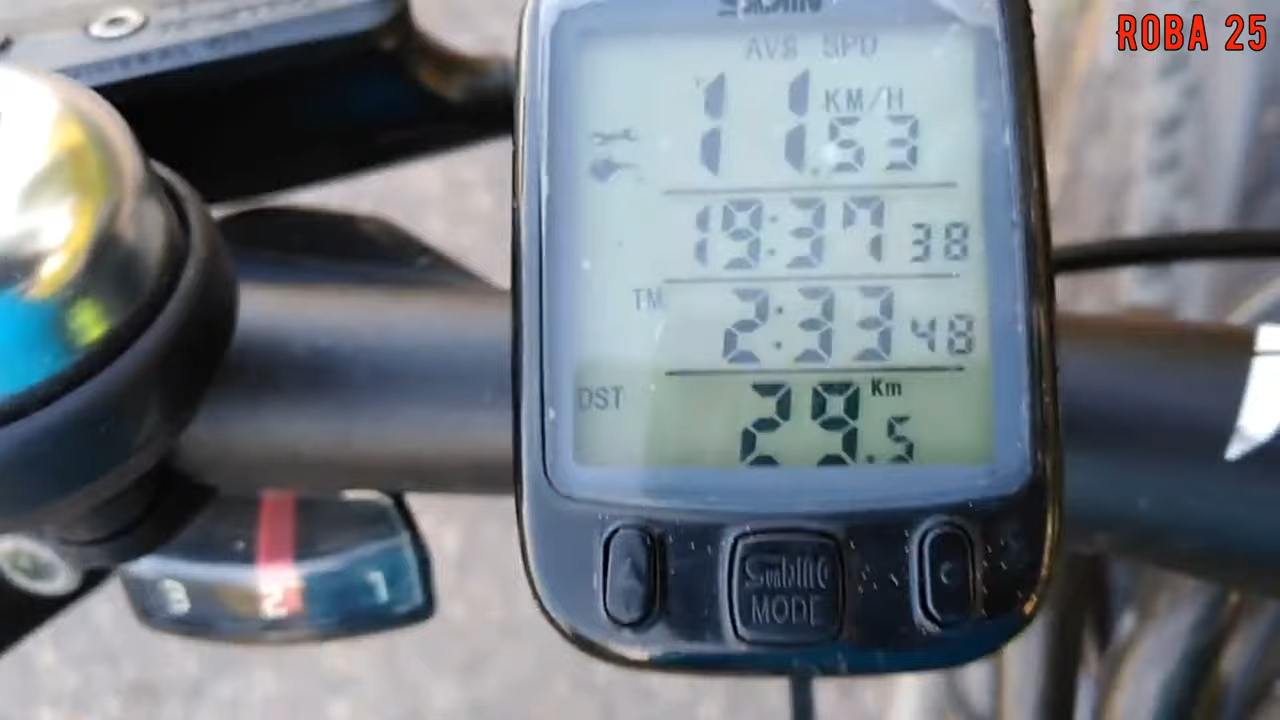 ROBA 25
AVS SPD
KM/H
11.53
19:37 38
TM
2:33 48
DST
29.5 Km
3 2 1
MODE